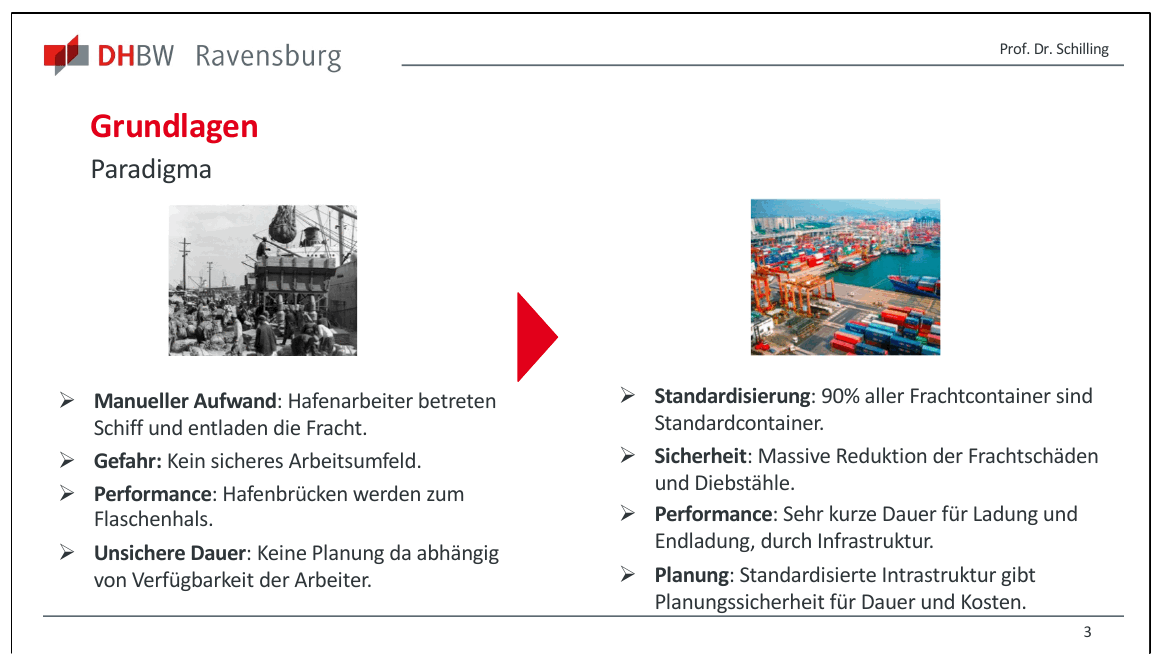 DHBW Ravensburg
Prof. Dr. Schilling
Grundlagen
Paradigma
➢ Manueller Aufwand: Hafenarbeiter betreten
Schiff und entladen die Fracht.
➢ Gefahr: Kein sicheres Arbeitsumfeld.
➢ Performance: Hafenbrücken werden zum
Flaschenhals.
➢ Unsichere Dauer: Keine Planung da abhängig
von Verfügbarkeit der Arbeiter.
➢ Standardisierung: 90% aller Frachtcontainer sind
Standardcontainer.
➢ Sicherheit: Massive Reduktion der Frachtschäden
und Diebstähle.
➢ Performance: Sehr kurze Dauer für Ladung und
Endladung, durch Infrastruktur.
➢ Planung: Standardisierte Intrastruktur gibt
Planungssicherheit für Dauer und Kosten.
3